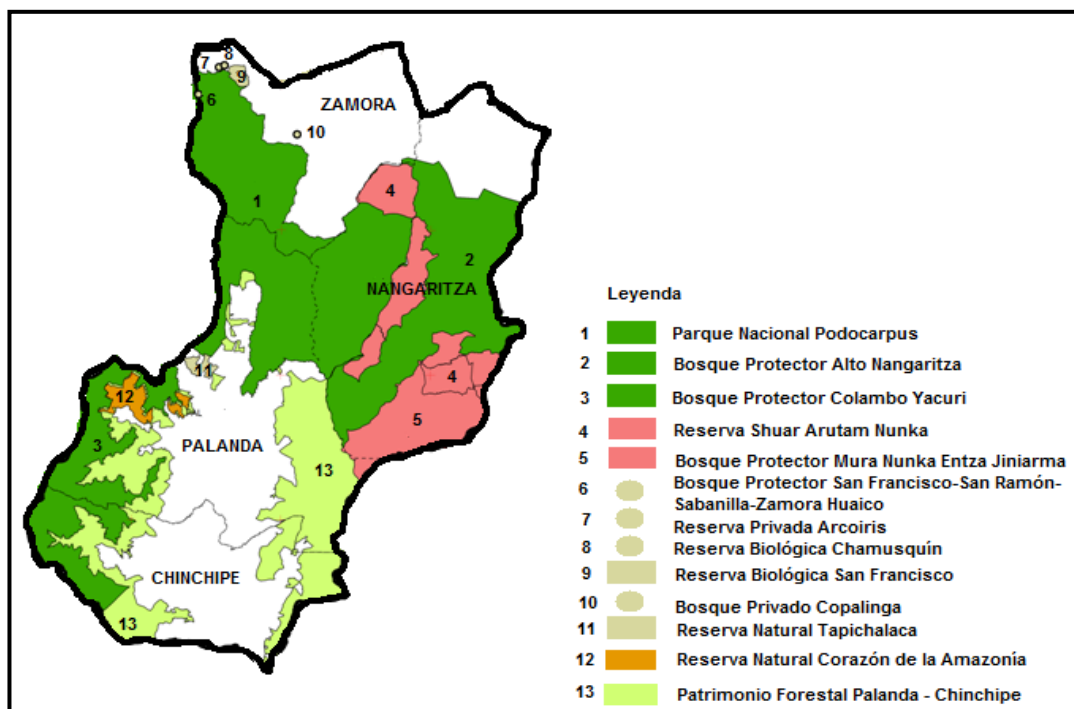 7
8
9
6
ZAMORA
10
4
1
2
NANGARITZA
11
4
12
5
3
PALANDA
13
CHINCHIPE
13
Leyenda
1 Parque Nacional Podocarpus
2 Bosque Protector Alto Nangaritza
3 Bosque Protector Colambo Yacuri
4 Reserva Shuar Arutam Nunka
5 Bosque Protector Mura Nunka Entza Jiniarma
6 Bosque Protector San Francisco-San Ramón-
Sabanilla-Zamora Huaico
7 Reserva Privada Arcoiris
8 Reserva Biológica Chamusquín
9 Reserva Biológica San Francisco
10 Bosque Privado Copalinga
11 Reserva Natural Tapichalaca
12 Reserva Natural Corazón de la Amazonía
13 Patrimonio Forestal Palanda - Chinchipe